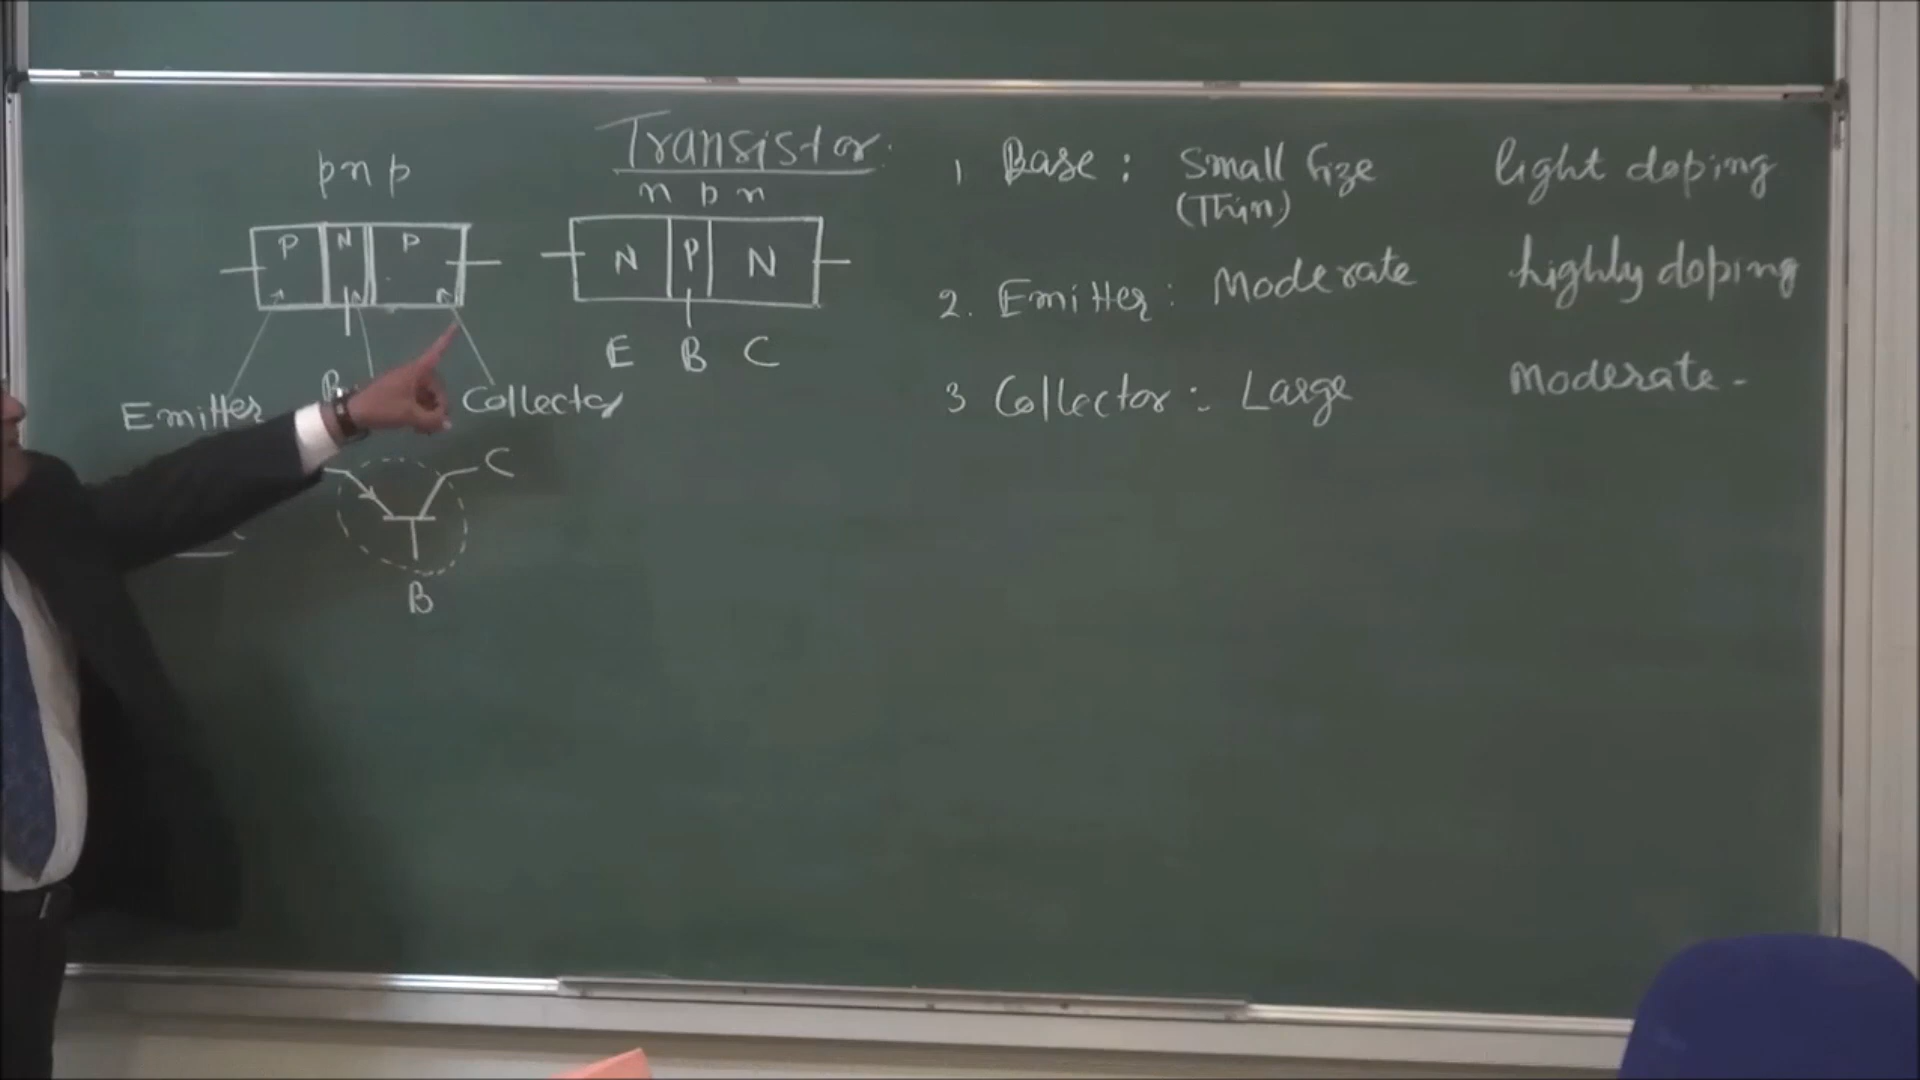 Transistor.
pnp
P N P
Emitter
Collector
C
B
n p n
N P N
E B C
1 Base : Small Size light doping
(Thin)
2. Emitter : Moderate highly doping
3 Collector :- Large Moderate -